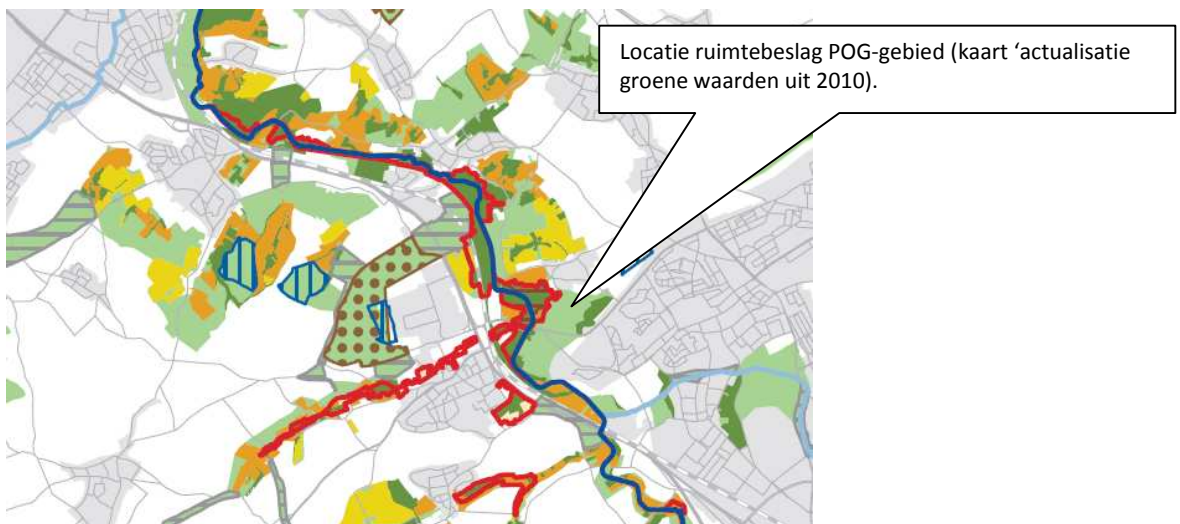 Locatie ruimtebeslag POG-gebied (kaart ‘actualisatie
groene waarden uit 2010).